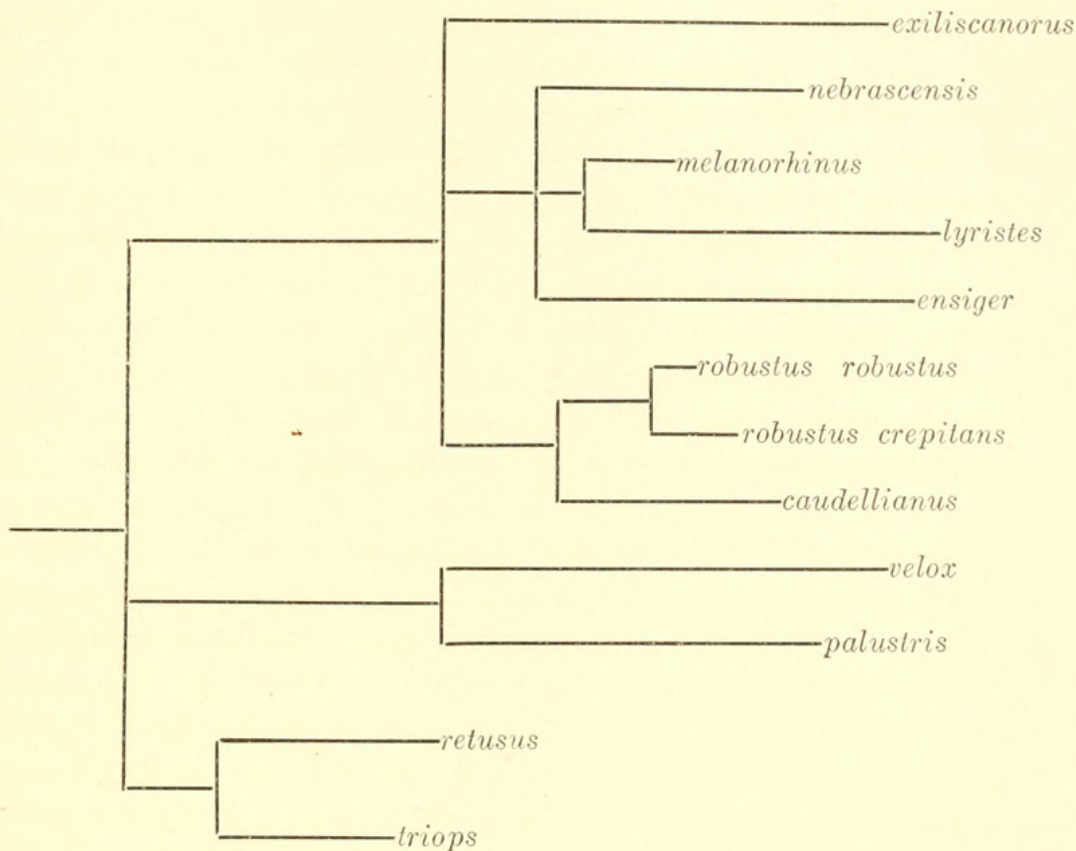 exiliscanorus
nebrascensis
melanorhinus
lyristes
ensiger
robustus robustus
robustus crepitans
caudellianus
velox
palustris
retusus
triops